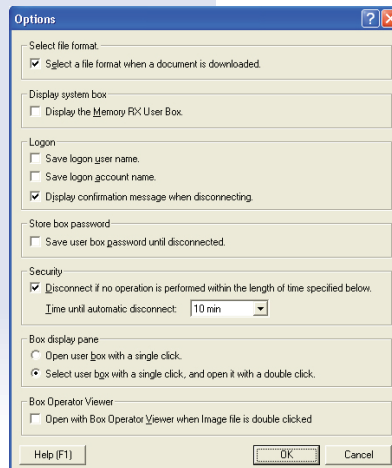 Options
Select file format.
Select a file format when a document is downloaded.
Display system box
Display the Memory RX User Box.
Logon
Save logon user name.
Save logon account name.
Display confirmation message when disconnecting.
Store box password
Save user box password until disconnected.
Security
Disconnect if no operation is performed within the length of time specified below.
Time until automatic disconnect: 10 min
Box display pane
Open user box with a single click.
Select user box with a single click, and open it with a double click.
Box Operator Viewer
Open with Box Operator Viewer when Image file is double clicked
Help (F1) OK Cancel